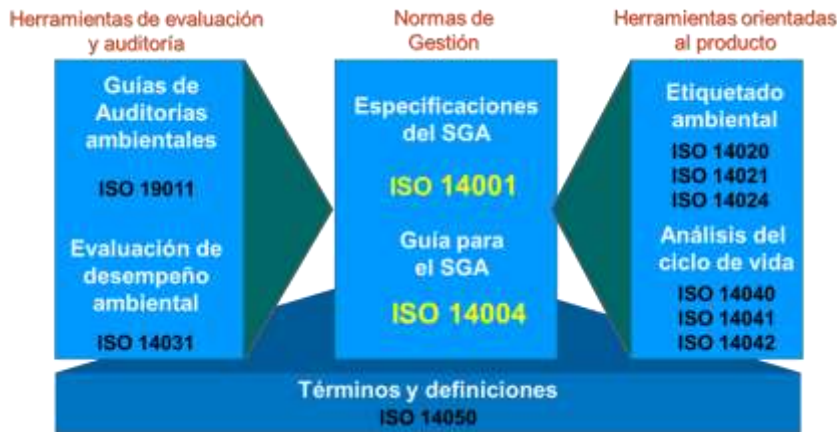 Herramientas de evaluación
y auditoría
Guías de
Auditorías
ambientales
ISO 19011
Evaluación de
desempeño
ambiental
ISO 14031
Normas de
Gestión
Especificaciones
del SGA
ISO 14001
Guía para
el SGA
ISO 14004
Herramientas orientadas
al producto
Etiquetado
ambiental
ISO 14020
ISO 14021
ISO 14024
Análisis del
ciclo de vida
ISO 14040
ISO 14041
ISO 14042
Términos y definiciones
ISO 14050